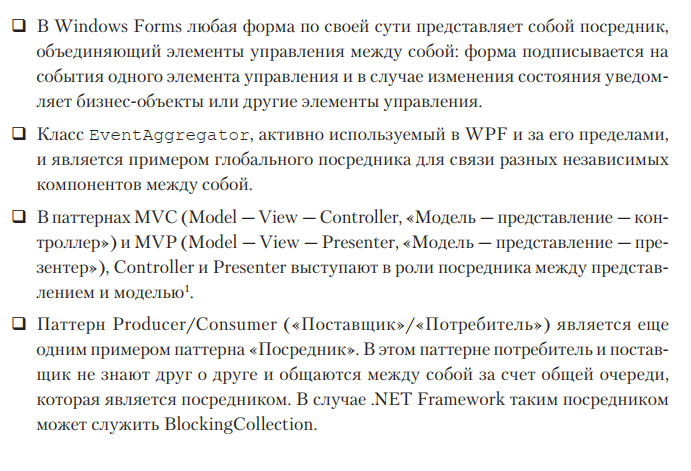 ❑ В Windows Forms любая форма по своей сути представляет собой посредник,
объединяющий элементы управления между собой: форма подписывается на
события одного элемента управления и в случае изменения состояния уведом-
ляет бизнес-объекты или другие элементы управления.
❑ Класс EventAggregator, активно используемый в WPF и за его пределами,
и является примером глобального посредника для связи разных независимых
компонентов между собой.
❑ В паттернах MVC (Model — View — Controller, «Модель — представление — кон-
троллер») и MVP (Model — View — Presenter, «Модель — представление — пре-
зентер»), Controller и Presenter выступают в роли посредника между представ-
лением и моделью¹.
❑ Паттерн Producer/Consumer («Поставщик»/«Потребитель») является еще
одним примером паттерна «Посредник». В этом паттерне потребитель и постав-
щик не знают друг о друге и общаются между собой за счет общей очереди,
которая является посредником. В случае .NET Framework таким посредником
может служить BlockingCollection.